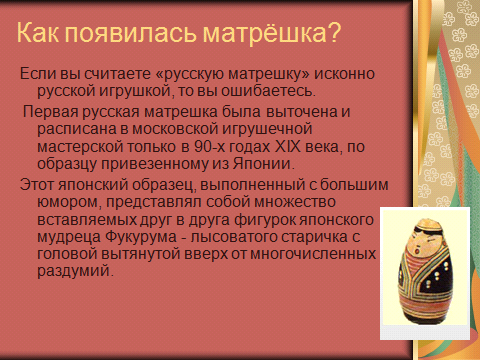 Как появилась матрёшка?
Если вы считаете «русскую матрешку» исконно
русской игрушкой, то вы ошибаетесь.
Первая русская матрешка была выточена и
расписана в московской игрушечной
мастерской только в 90-х годах XIX века, по
образцу привезенному из Японии.
Этот японский образец, выполненный с большим
юмором, представлял собой множество
вставляемых друг в друга фигурок японского
мудреца Фукурума - лысоватого старичка с
головой вытянутой вверх от многочисленных
раздумий.